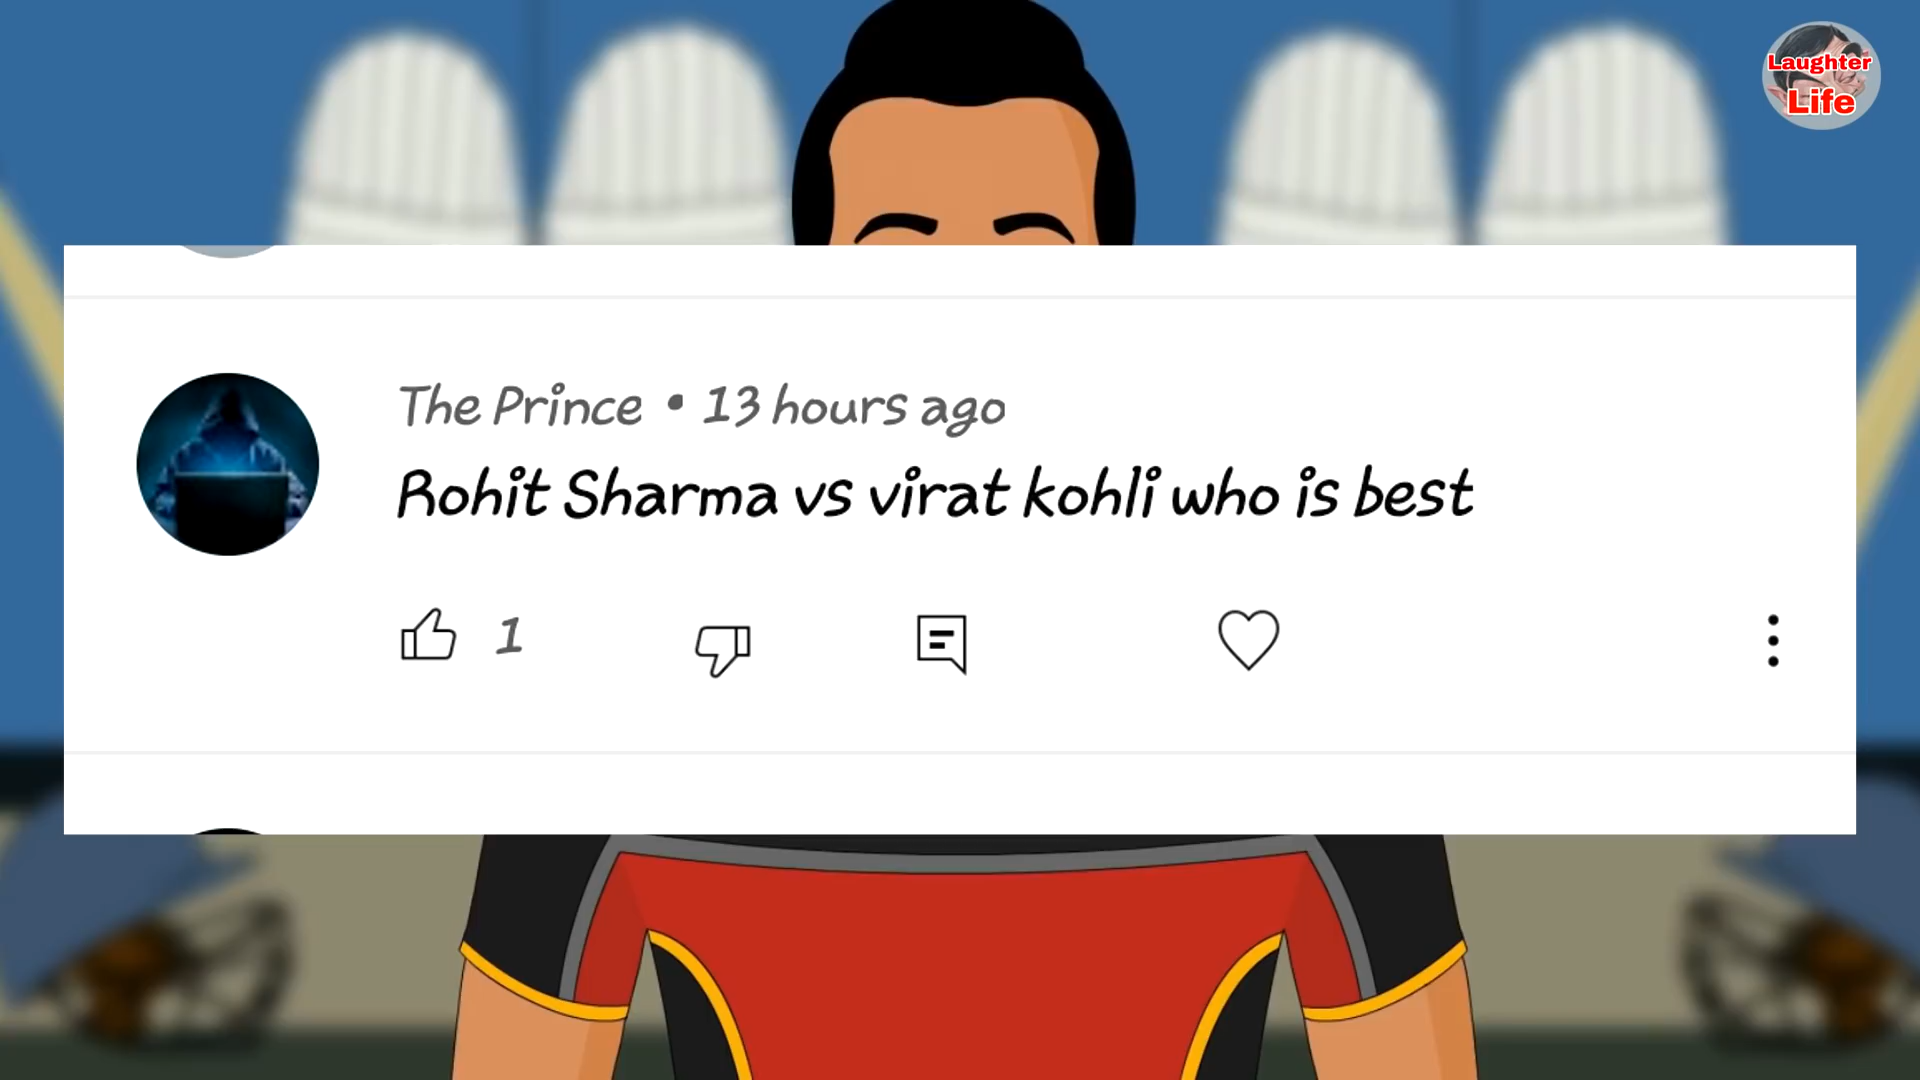 Laughter
Life
The Prince • 13 hours ago
Rohit Sharma vs virat kohli who is best
1